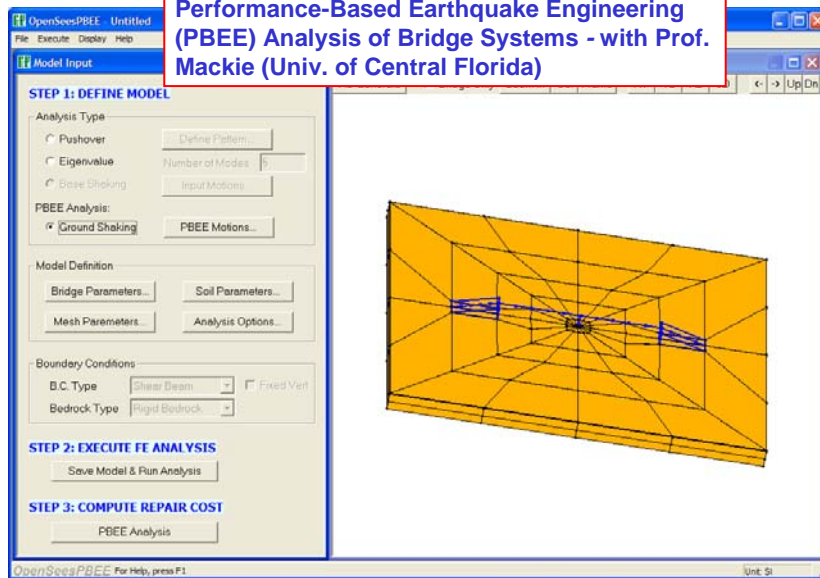 Performance-Based Earthquake Engineering
(PBEE) Analysis of Bridge Systems - with Prof.
Mackie (Univ. of Central Florida)
OpenSeesPBEE - Untitled
File Execute Display Help
Model Input
<- -> Up Dn
STEP 1: DEFINE MODEL
Analysis Type
Pushover Define Pattern...
Eigenvalue Number of Modes 5
Base Shaking Input Motions
PBEE Analysis:
Ground Shaking PBEE Motions...
Model Definition
Bridge Parameters... Soil Parameters...
Mesh Paremeters... Analysis Options...
Boundary Conditions
B.C. Type Shear Beam Fixed Vert
Bedrock Type Rigid Bedrock
STEP 2: EXECUTE FE ANALYSIS
Save Model & Run Analysis
STEP 3: COMPUTE REPAIR COST
PBEE Analysis
OpenSeesPBEE For Help, press F1
Unit: SI